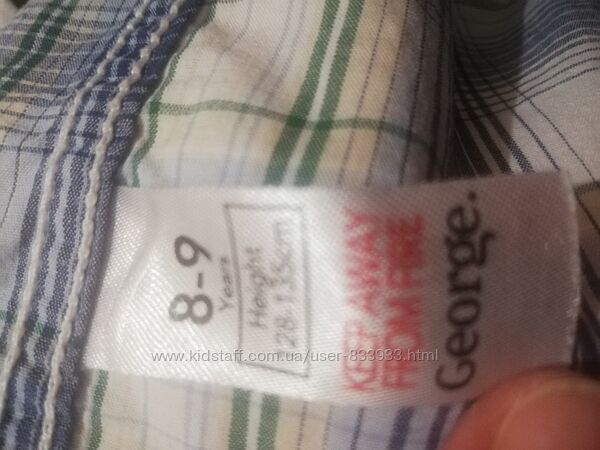 George.
KEEP AWAY
FROM FIRE
Height
128-135cm
8-9
Years
www.kidstaff.com.ua/user-833933.html